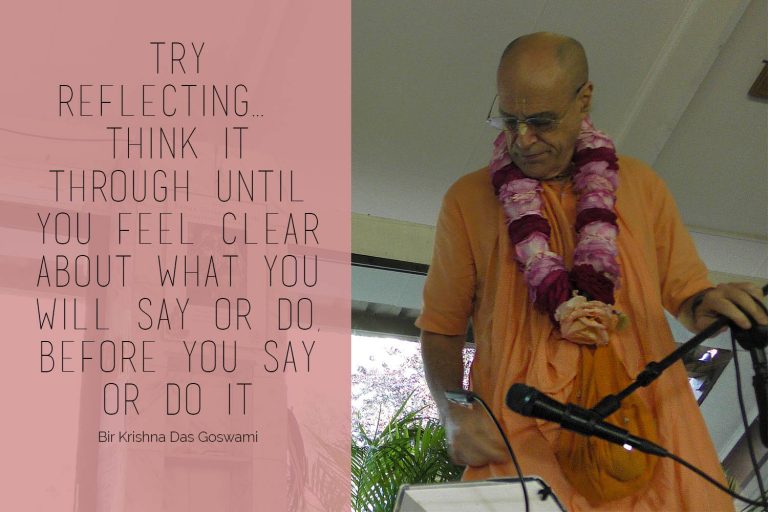 TRY
REFLECTING...
THINK IT
THROUGH UNTIL
YOU FEEL CLEAR
ABOUT WHAT YOU
WILL SAY OR DO,
BEFORE YOU SAY
OR DO IT
Bir Krishna Das Goswami